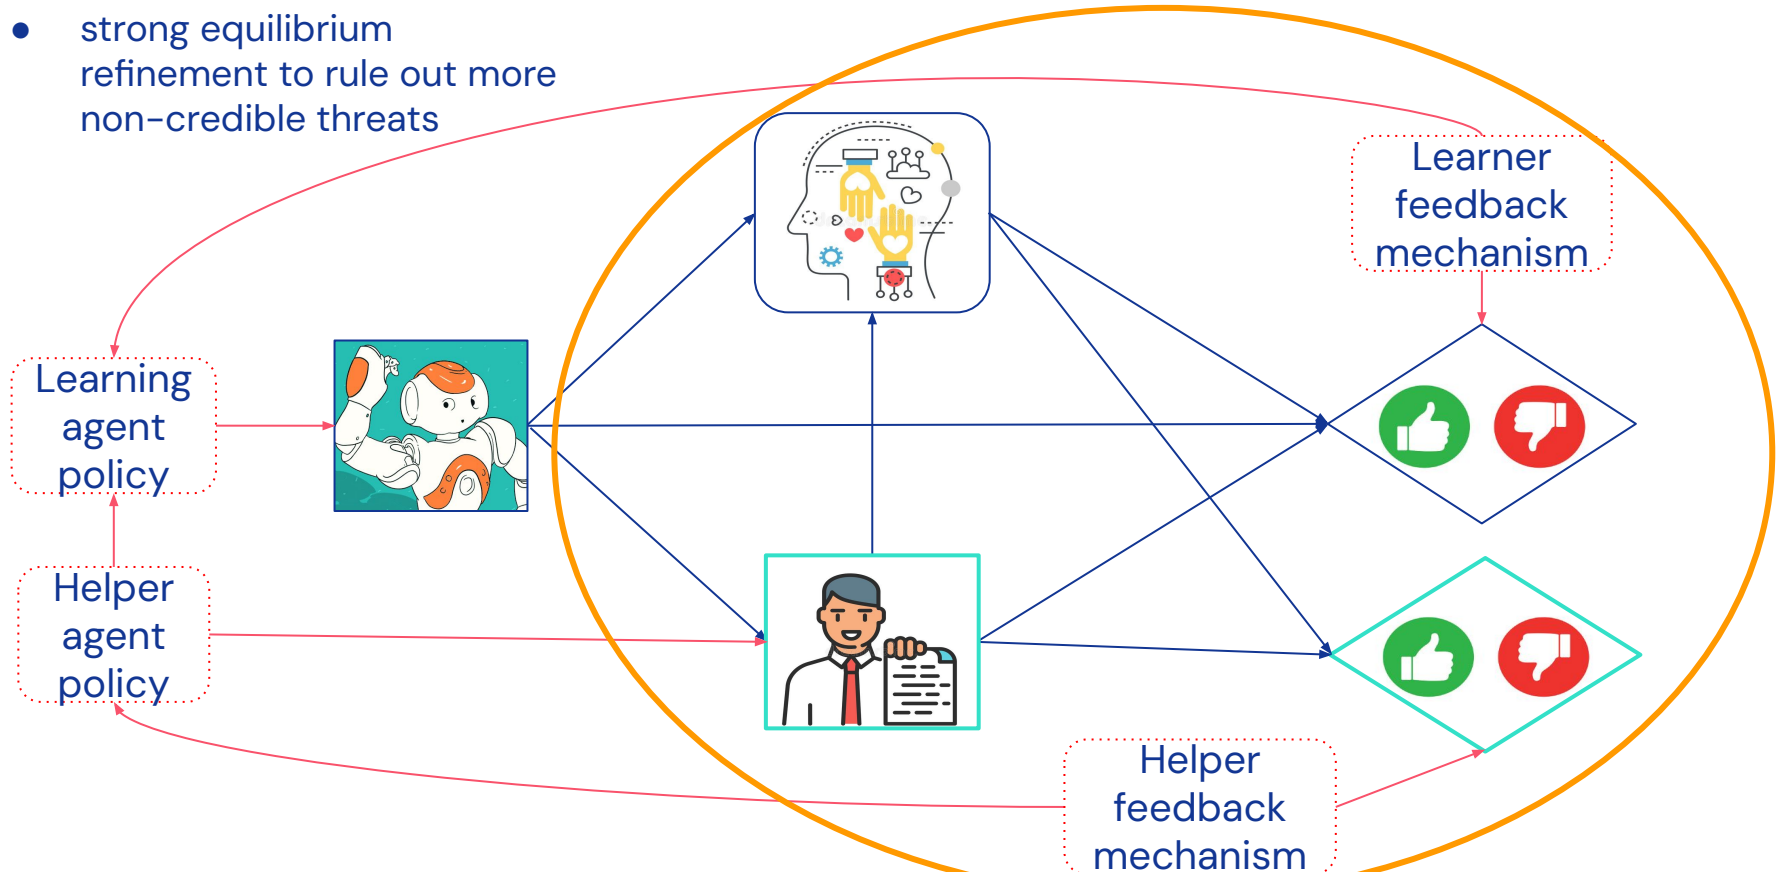 ● strong equilibrium
refinement to rule out more
non-credible threats
Learner
feedback
mechanism
Learning
agent
policy
Helper
agent
policy
Helper
feedback
mechanism